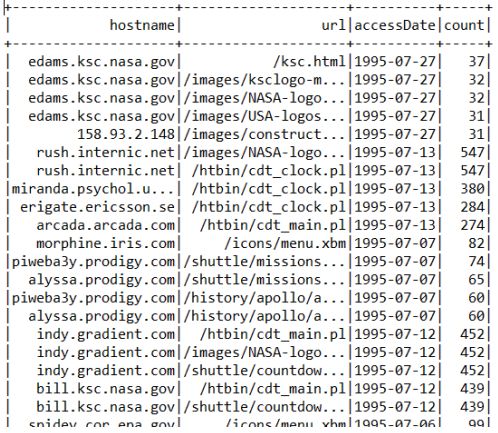 +--------------------+--------------------+----------+-----+
|            hostname|                 url|accessDate|count|
+--------------------+--------------------+----------+-----+
|  edams.ksc.nasa.gov|           /ksc.html|1995-07-27|   37|
|  edams.ksc.nasa.gov|/images/ksclogo-m...|1995-07-27|   32|
|  edams.ksc.nasa.gov|/images/NASA-logo...|1995-07-27|   32|
|  edams.ksc.nasa.gov|/images/USA-logos...|1995-07-27|   31|
|        158.93.2.148|/images/construct...|1995-07-27|   31|
|   rush.internic.net|/images/NASA-logo...|1995-07-13|  547|
|   rush.internic.net| /htbin/cdt_clock.pl|1995-07-13|  547|
|miranda.psychol.u...| /htbin/cdt_clock.pl|1995-07-13|  380|
| erigate.ericsson.se| /htbin/cdt_clock.pl|1995-07-13|  284|
|   arcada.arcada.com|  /htbin/cdt_main.pl|1995-07-13|  274|
|   morphine.iris.com|     /icons/menu.xbm|1995-07-07|   82|
|piweba3y.prodigy.com|/shuttle/missions...|1995-07-07|   74|
|  alyssa.prodigy.com|/shuttle/missions...|1995-07-07|   65|
|piweba3y.prodigy.com|/history/apollo/a...|1995-07-07|   60|
|  alyssa.prodigy.com|/history/apollo/a...|1995-07-07|   60|
|   indy.gradient.com|  /htbin/cdt_main.pl|1995-07-12|  452|
|   indy.gradient.com|/images/NASA-logo...|1995-07-12|  452|
|   indy.gradient.com|/shuttle/countdow...|1995-07-12|  452|
|   bill.ksc.nasa.gov|  /htbin/cdt_main.pl|1995-07-12|  439|
|   bill.ksc.nasa.gov|/shuttle/countdow...|1995-07-12|  439|
|  spidey.cor.epa.gov|     /icons/menu.xbm|1995-07-06|   99|